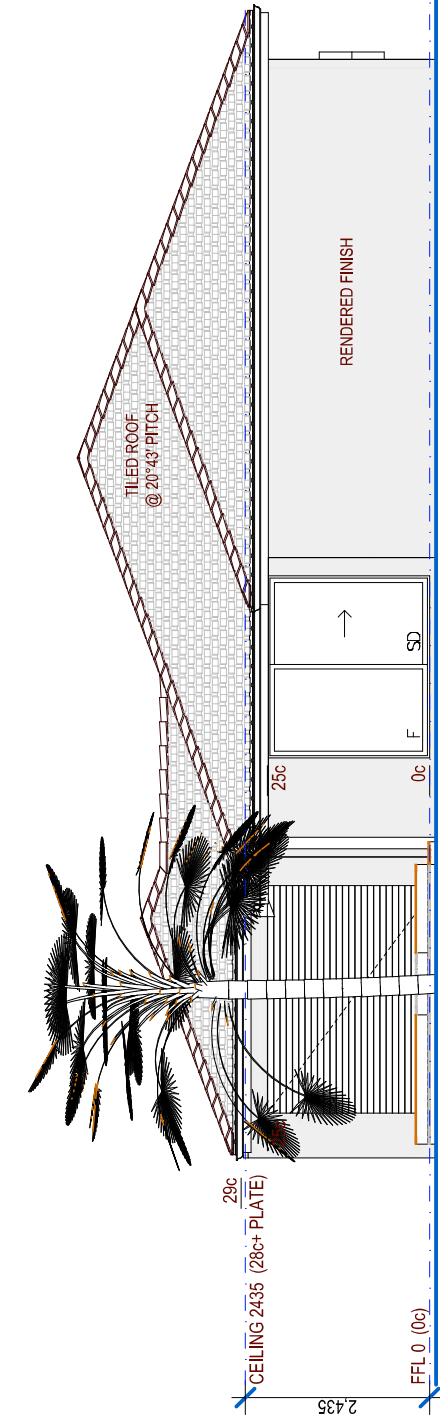 TILED ROOF
@ 20°43' PITCH
RENDERED FINISH
29c
CEILING 2435 (28c+ PLATE)
25c
25c
F
SD
0c
FFL 0 (0c)
2,435